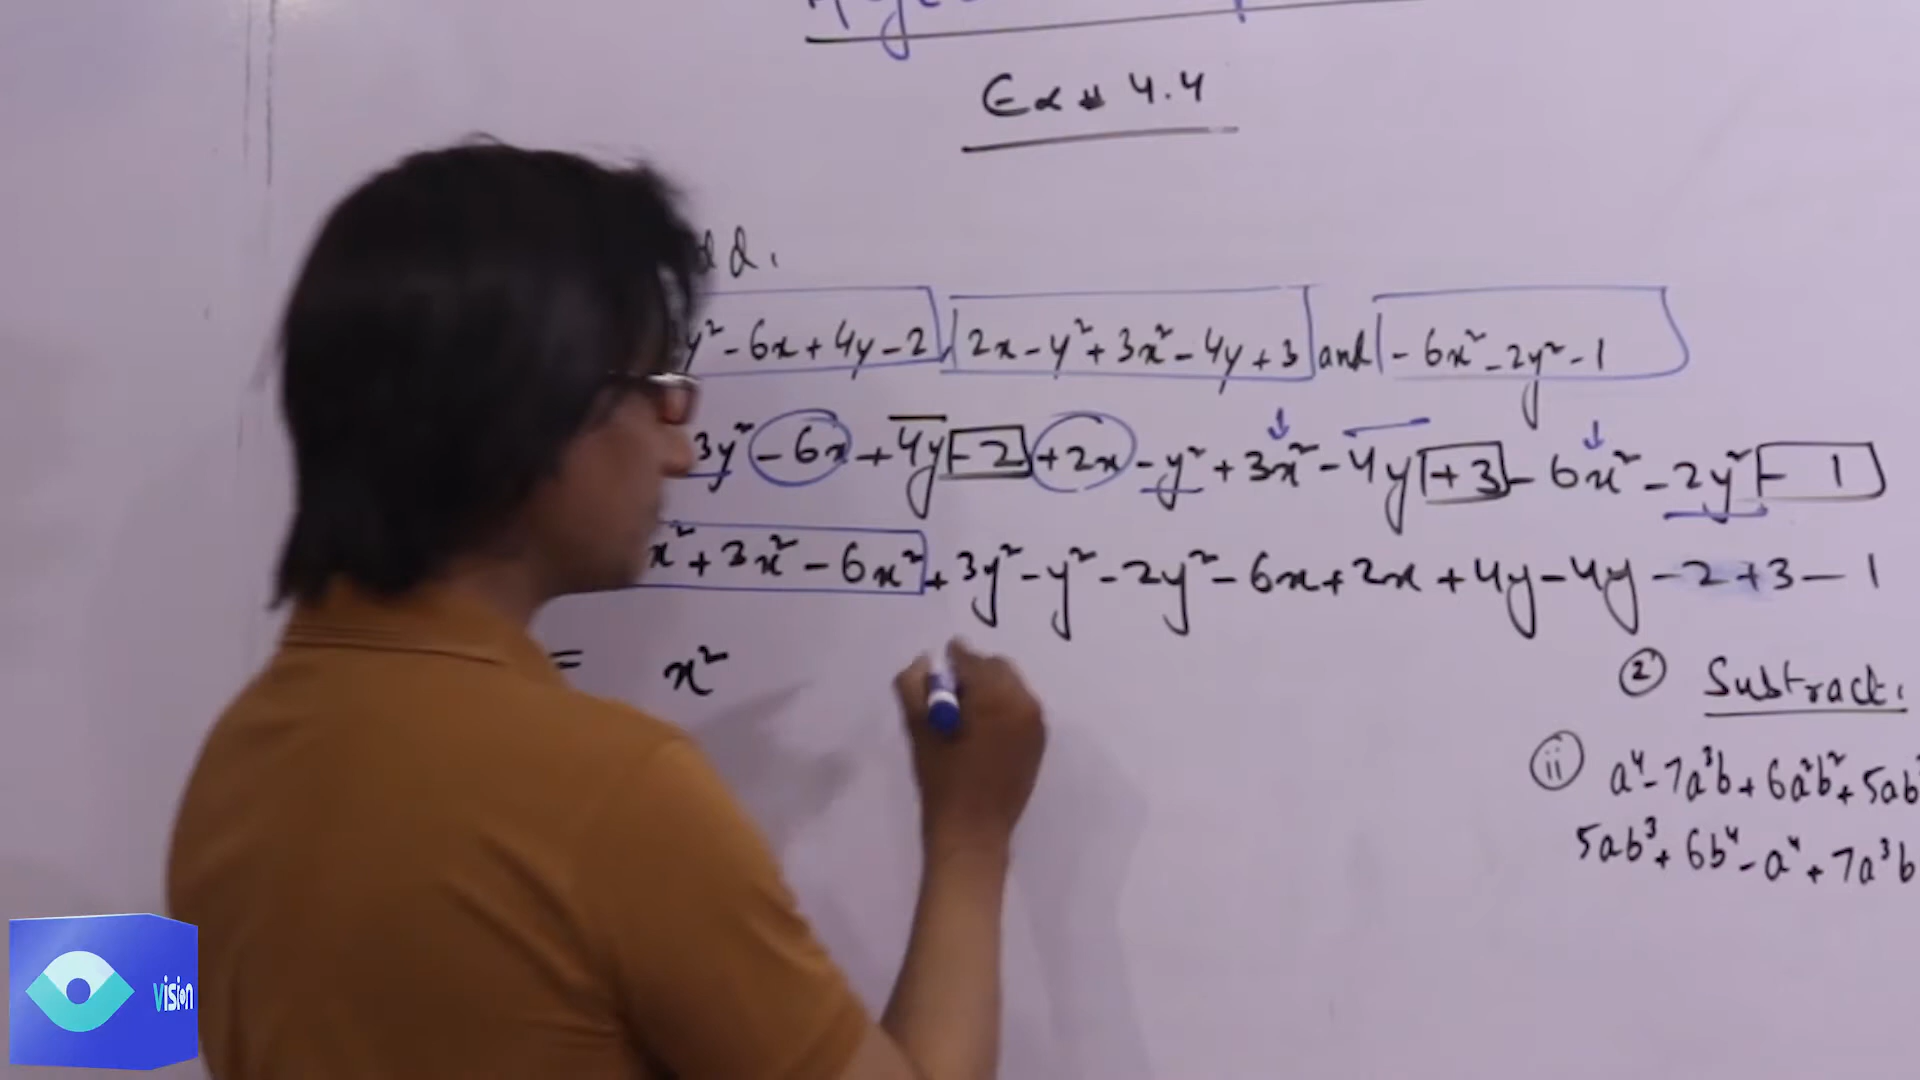 Ex # 4.4
y² - 6x + 4y - 2, 2x - y² + 3x² - 4y + 3 and - 6x² - 2y² - 1
3y² - 6x + 4y - 2 + 2x - y² + 3x² - 4y + 3 - 6x² - 2y² - 1
x² + 3x² - 6x² + 3y² - y² - 2y² - 6x + 2x + 4y - 4y - 2 + 3 - 1
= x²
② Subtract.
ⅱ a⁴ - 7a³b + 6a²b² + 5ab
5ab³ + 6b⁴ - a⁴ + 7a³b
vision